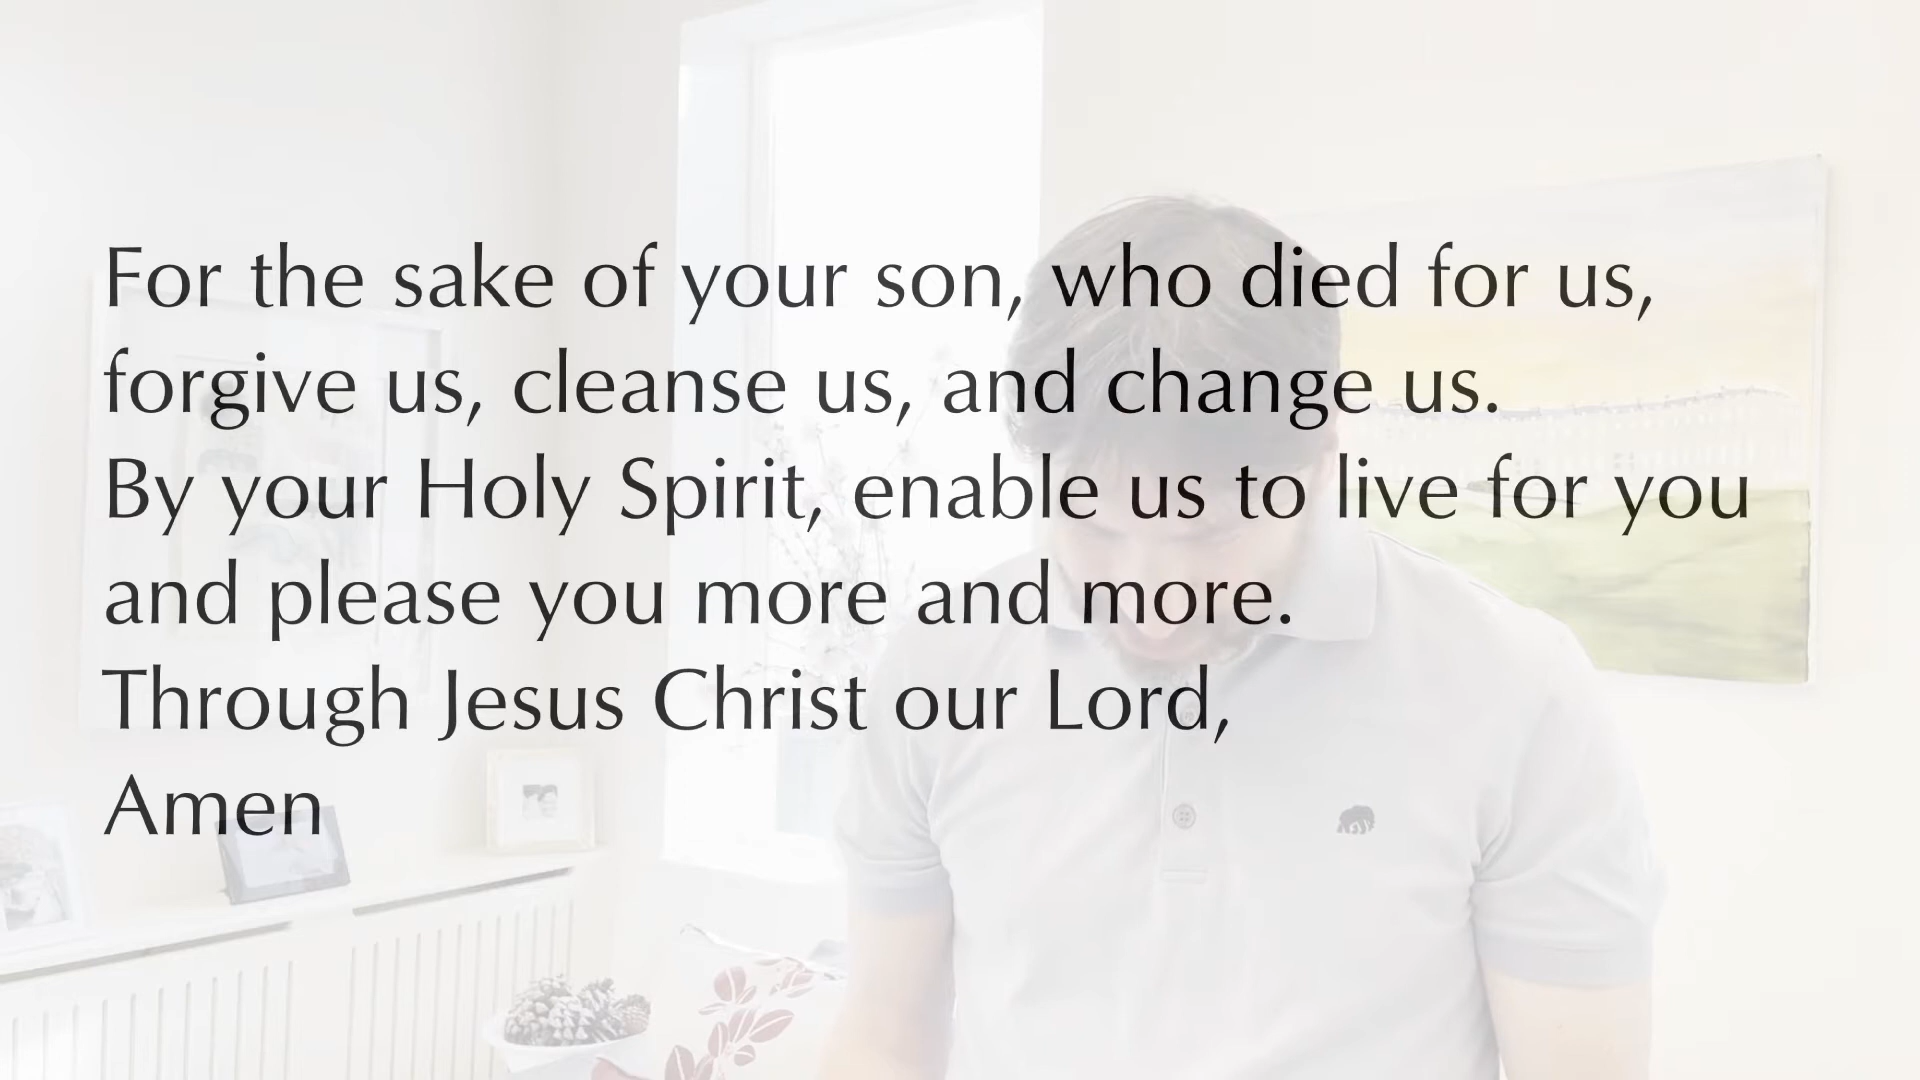 For the sake of your son, who died for us,
forgive us, cleanse us, and change us.
By your Holy Spirit, enable us to live for you
and please you more and more.
Through Jesus Christ our Lord,
Amen